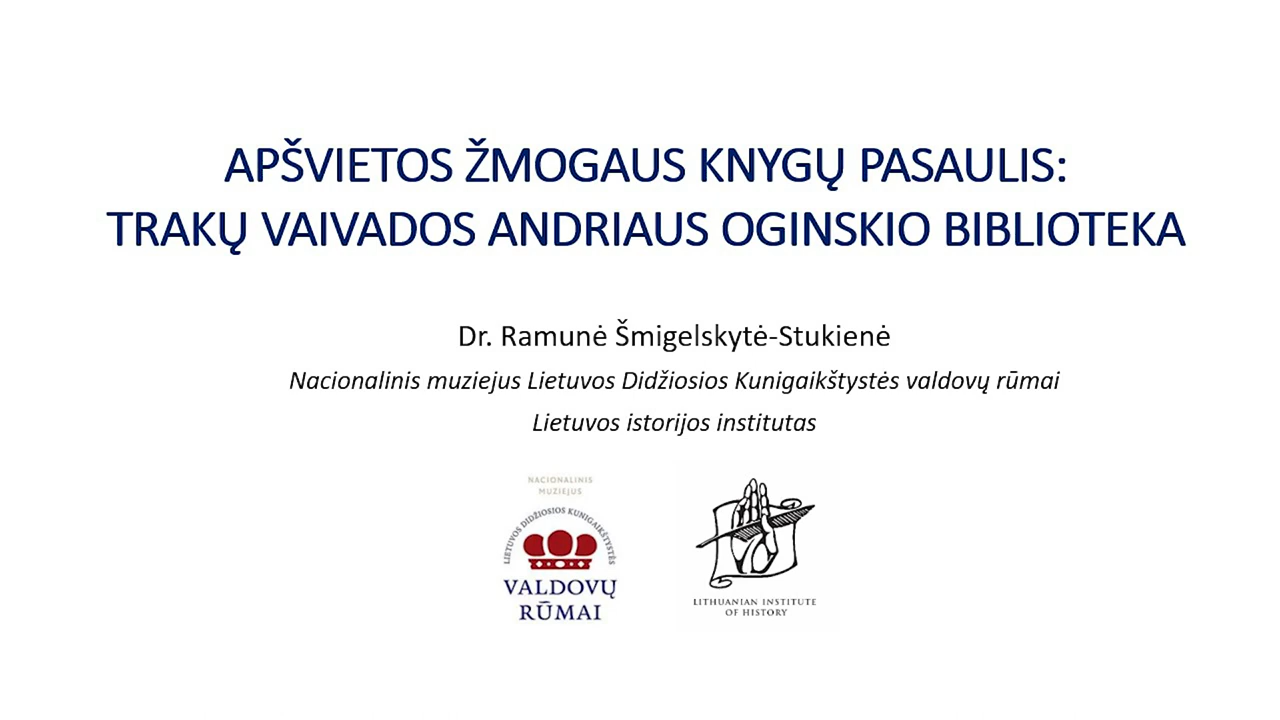 APŠVIETOS ŽMOGAUS KNYGŲ PASAULIS:
TRAKŲ VAIVADOS ANDRIAUS OGINSKIO BIBLIOTEKA
Dr. Ramunė Šmigelskytė-Stukienė
Nacionalinis muziejus Lietuvos Didžiosios Kunigaikštystės valdovų rūmai
Lietuvos istorijos institutas
NACIONALINIS
MUZIEJUS
LIETUVOS DIDŽIOSIOS KUNIGAIKŠTYSTĖS
VALDOVŲ
RŪMAI
LITHUANIAN INSTITUTE
OF HISTORY